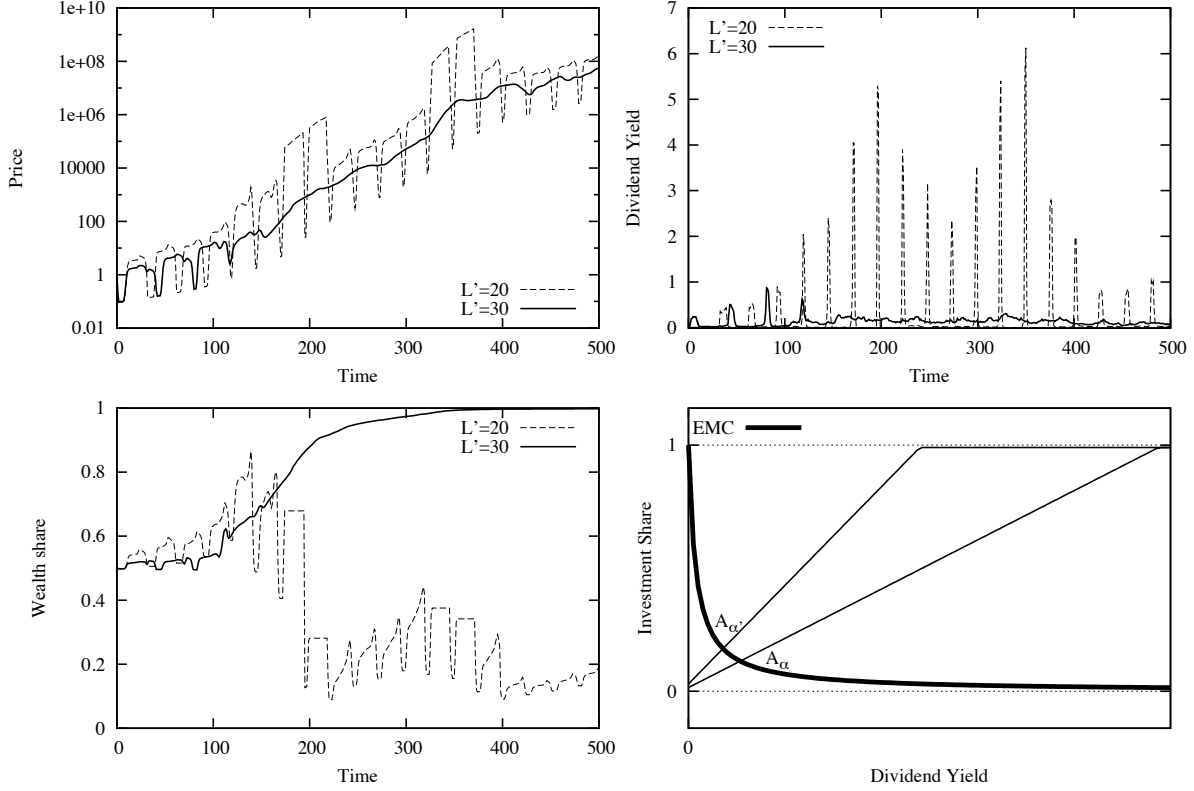 1e+10
1e+08
1e+06
10000
100
1
0.01
Price
0 100 200 300 400 500
Time
L'=20
L'=30
7
6
5
4
3
2
1
0
Dividend Yield
0 100 200 300 400 500
Time
L'=20
L'=30
1
0.8
0.6
0.4
0.2
0
Wealth share
0 100 200 300 400 500
Time
L'=20
L'=30
EMC
1
0
Investment Share
Aα'
Aα
0
Dividend Yield